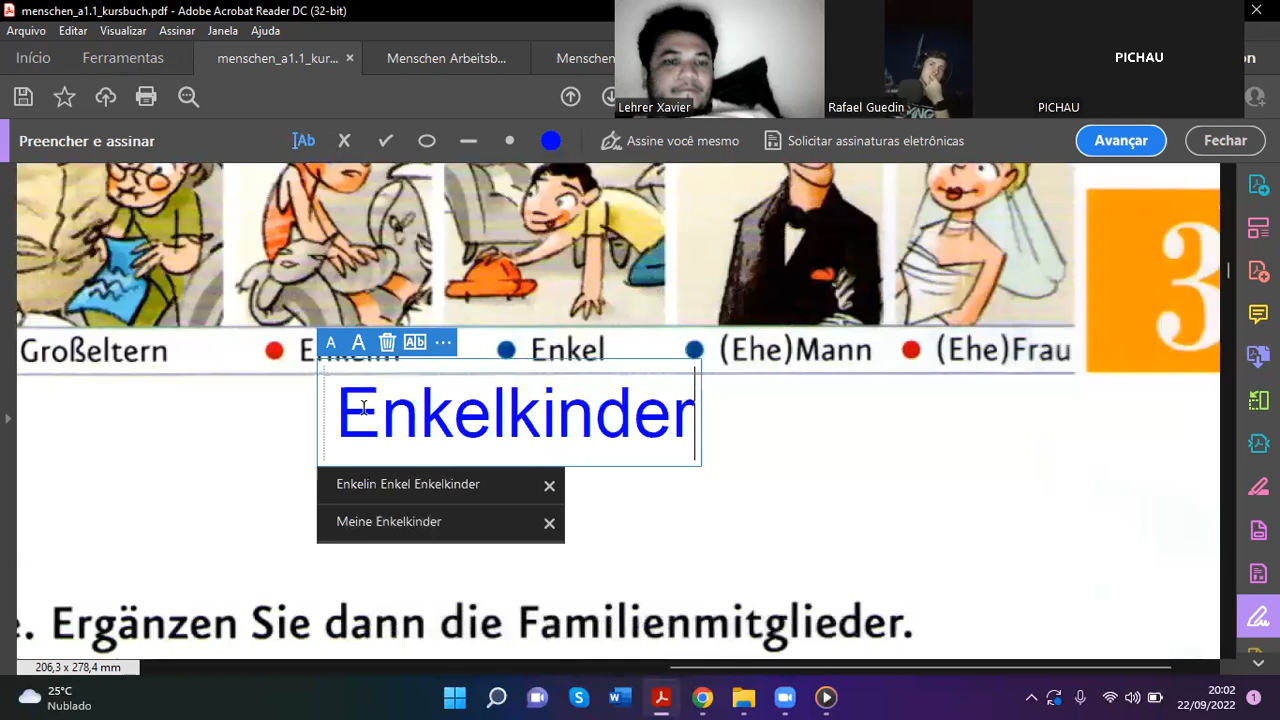 menschen_a1.1_kursbuch.pdf - Adobe Acrobat Reader DC (32-bit)
Arquivo Editar Visualizar Assinar Janela Ajuda
Início Ferramentas menschen_a1.1_kur... Menschen Arbeitsb...
PICHAU
Lehrer Xavier Rafael Guedin PICHAU
Preencher e assinar Ab Assine você mesmo Solicitar assinaturas eletrônicas Avançar Fechar
3
A A Ab ...
Großeltern Enkel (Ehe)Mann (Ehe)Frau
Enkelkinder
Enkelin Enkel Enkelkinder
Meine Enkelkinder
e. Ergänzen Sie dann die Familienmitglieder.
206,3 x 278,4 mm
25°C
Nublado
20:02
22/09/2022
1